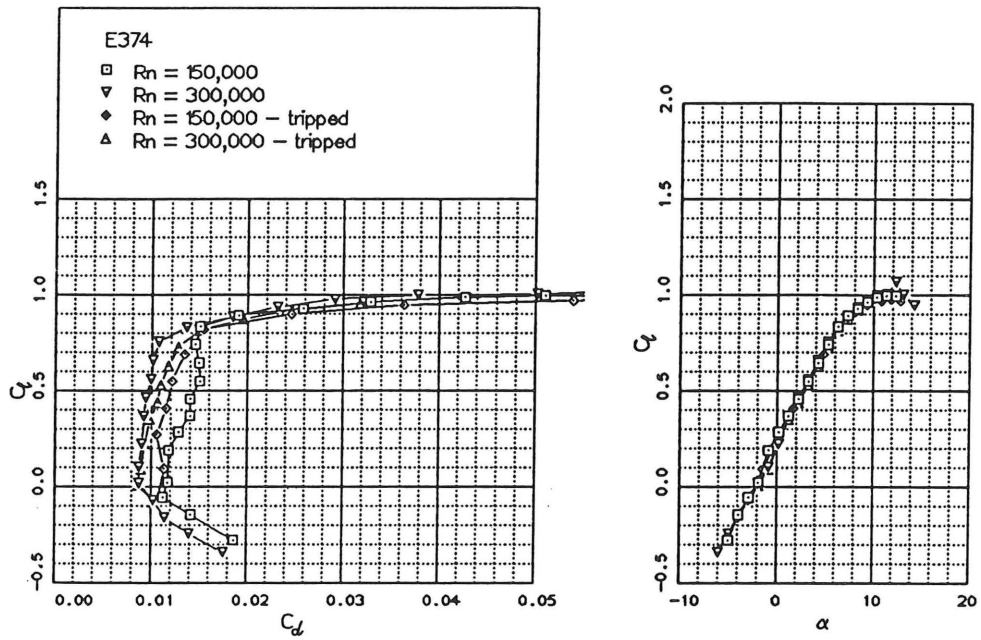 E374
Rn = 150,000
Rn = 300,000
Rn = 150,000 – tripped
Rn = 300,000 – tripped
1.5
1.0
0.5
0.0
-0.5
Cl
0.00 0.01 0.02 0.03 0.04 0.05
Cd
2.0
1.5
1.0
0.5
0.0
-0.5
Cl
-10 0 10 20
α